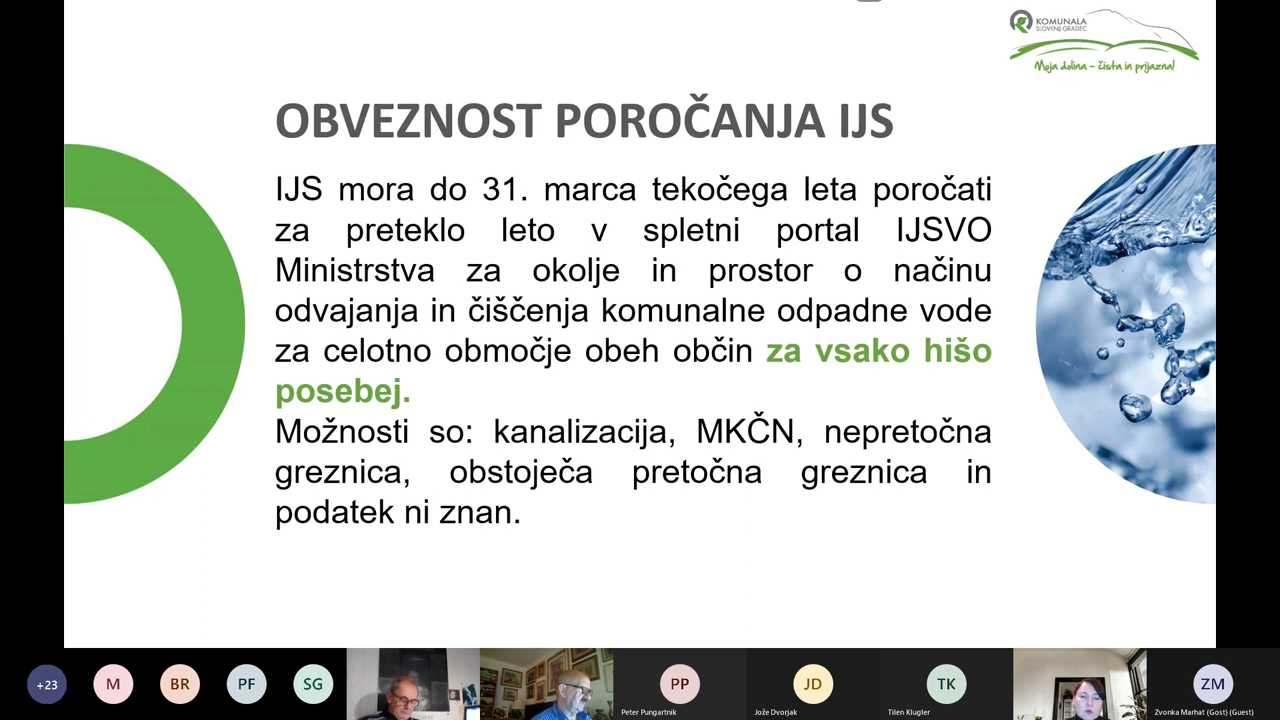 KOMUNALA
SLOVENJ GRADEC
Moja dolina – čista in prijazna!
OBVEZNOST POROČANJA IJS
IJS mora do 31. marca tekočega leta poročati
za preteklo leto v spletni portal IJSVO
Ministrstva za okolje in prostor o načinu
odvajanja in čiščenja komunalne odpadne vode
za celotno območje obeh občin za vsako hišo
posebej.
Možnosti so: kanalizacija, MKČN, nepretočna
greznica, obstoječa pretočna greznica in
podatek ni znan.
+23
M
BR
PF
SG
PP
JD
TK
ZM
Peter Pungartnik
Jože Dvorjak
Tilen Klugler
Zvorika Marhat (Gost) (Guest)